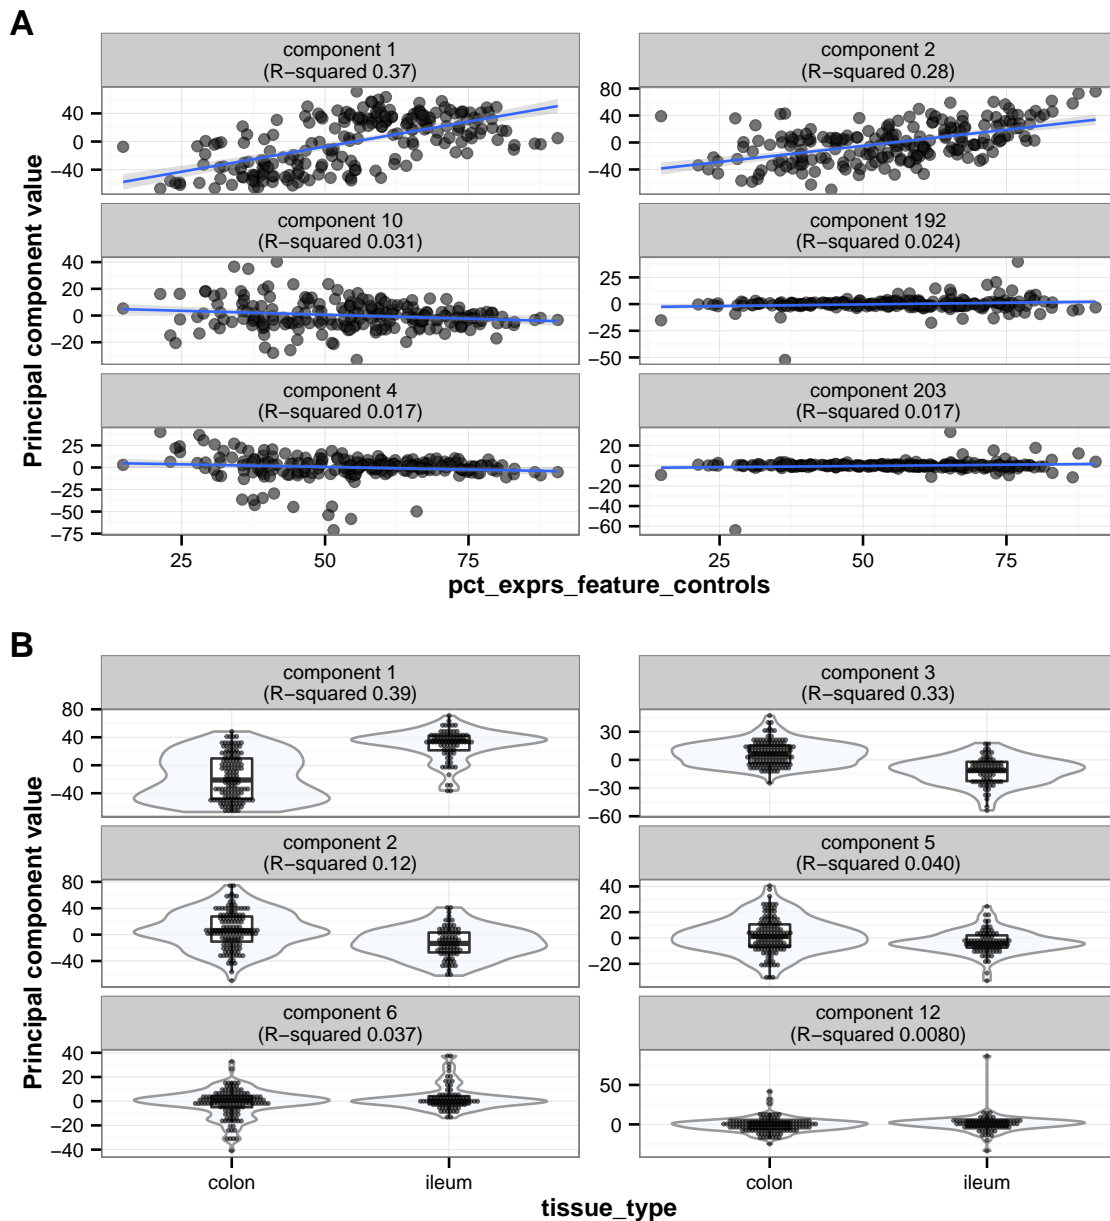 A
component 1
(R−squared 0.37)
component 2
(R−squared 0.28)
40
0
−40
80
40
0
−40
component 10
(R−squared 0.031)
component 192
(R−squared 0.024)
40
20
0
−20
25
0
−25
−50
component 4
(R−squared 0.017)
component 203
(R−squared 0.017)
25
0
−25
−50
−75
20
0
−20
−40
−60
25
50
75
25
50
75
Principal component value
pct_exprs_feature_controls
B
component 1
(R−squared 0.39)
component 3
(R−squared 0.33)
80
40
0
−40
30
0
−30
−60
component 2
(R−squared 0.12)
component 5
(R−squared 0.040)
80
40
0
−40
40
20
0
−20
component 6
(R−squared 0.037)
component 12
(R−squared 0.0080)
40
20
0
−20
−40
50
0
colon
ileum
colon
ileum
Principal component value
tissue_type